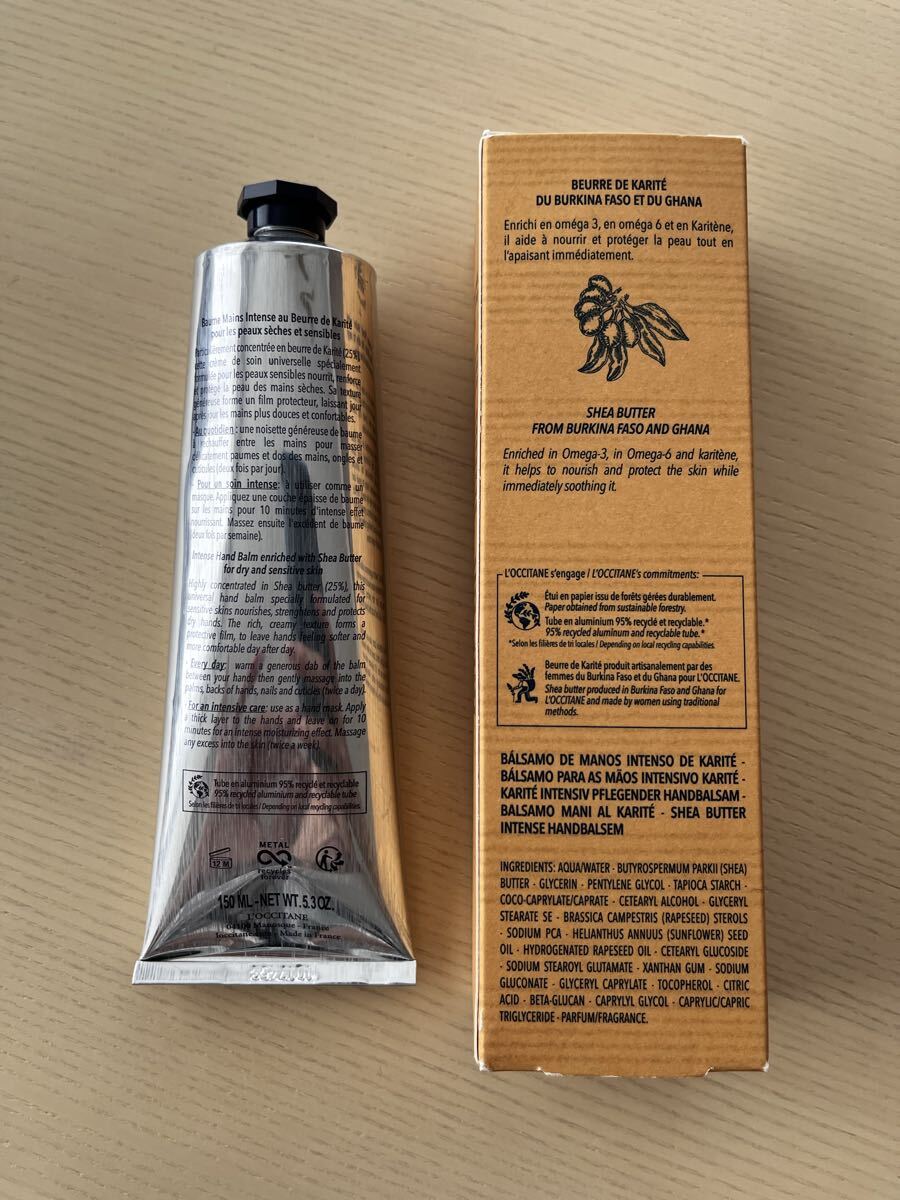 Baume Mains Intense au Beurre de Karité
pour les peaux sèches et sensibles
Particulièrement concentrée en beurre de Karité (25%),
cette crème de soin universelle spécialement
formulée pour les peaux sensibles nourrit, renforce
et protège la peau des mains sèches. Sa texture
généreuse forme un film protecteur, laissant jour
après jour les mains plus douces et confortables.
· Au quotidien : une noisette généreuse de baume
à réchauffer entre les mains pour masser
délicatement paumes et dos des mains, ongles et
cuticules (deux fois par jour).
· Pour un soin intense: à utiliser comme un
masque. Appliquez une couche épaisse de baume
sur les mains pour 10 minutes d'intense effet
nourrissant. Massez ensuite l'excédent de baume
(deux fois par semaine).
Intense Hand Balm enriched with Shea Butter
for dry and sensitive skin
Highly concentrated in Shea butter (25%), this
universal hand balm specially formulated for
sensitive skins nourishes, strenghtens and protects
dry hands. The rich, creamy texture forms a
protective film, to leave hands feeling softer and
more comfortable day after day.
· Every day: warm a generous dab of the balm
between your hands then gently massage into the
palms, backs of hands, nails and cuticles (twice a day).
· For an intensive care: use as a hand mask. Apply
a thick layer to the hands and leave on for 10
minutes for an intense moisturizing effect. Massage
any excess into the skin (twice a week).
Tube en aluminium 95% recyclé et recyclable
95% recycled aluminium and recyclable tube
Selon les filières de tri locales / Depending on local recycling capabilities.
12 M
METAL
recycles
forever
150 ML - NET WT. 5.3 OZ.
L'OCCITANE
04100 Manosque - France
loccitane.com - Made in France
BEURRE DE KARITÉ
DU BURKINA FASO ET DU GHANA
Enrichi en oméga 3, en oméga 6 et en Karitène,
il aide à nourrir et protéger la peau tout en
l'apaisant immédiatement.
SHEA BUTTER
FROM BURKINA FASO AND GHANA
Enriched in Omega-3, in Omega-6 and karitène,
it helps to nourish and protect the skin while
immediately soothing it.
L'OCCITANE s'engage / L'OCCITANE's commitments:
Étui en papier issu de forêts gérées durablement.
Paper obtained from sustainable forestry.
Tube en aluminium 95% recyclé et recyclable.*
95% recycled aluminum and recyclable tube.*
*Selon les filières de tri locales / Depending on local recycling capabilities.
Beurre de Karité produit artisanalement par des
femmes du Burkina Faso et du Ghana pour L'OCCITANE.
Shea butter produced in Burkina Faso and Ghana for
L'OCCITANE and made by women using traditional
methods.
BÁLSAMO DE MANOS INTENSO DE KARITÉ -
BÁLSAMO PARA AS MÃOS INTENSIVO KARITÉ -
KARITÉ INTENSIV PFLEGENDER HANDBALSAM -
BALSAMO MANI AL KARITÉ - SHEA BUTTER
INTENSE HANDBALSEM
INGREDIENTS: AQUA/WATER · BUTYROSPERMUM PARKII (SHEA)
BUTTER · GLYCERIN · PENTYLENE GLYCOL · TAPIOCA STARCH ·
COCO-CAPRYLATE/CAPRATE · CETEARYL ALCOHOL · GLYCERYL
STEARATE SE · BRASSICA CAMPESTRIS (RAPESEED) STEROLS
· SODIUM PCA · HELIANTHUS ANNUUS (SUNFLOWER) SEED
OIL · HYDROGENATED RAPESEED OIL · CETEARYL GLUCOSIDE
· SODIUM STEAROYL GLUTAMATE · XANTHAN GUM · SODIUM
GLUCONATE · GLYCERYL CAPRYLATE · TOCOPHEROL · CITRIC
ACID · BETA-GLUCAN · CAPRYLYL GLYCOL · CAPRYLIC/CAPRIC
TRIGLYCERIDE · PARFUM/FRAGRANCE.